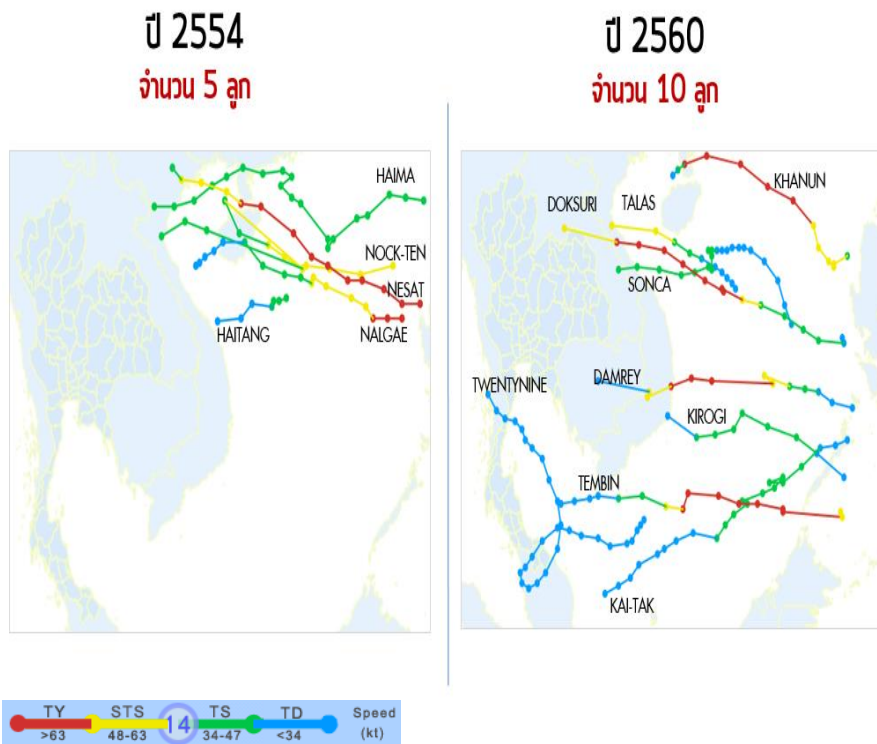 ปี 2554
จำนวน 5 ลูก
HAIMA
NOCK-TEN
NESAT
HAITANG
NALGAE
ปี 2560
จำนวน 10 ลูก
KHANUN
DOKSURI
TALAS
SONCA
DAMREY
TWENTYNINE
KIROGI
TEMBIN
KAI-TAK
TY STS 14 TS TD Speed
>63 48-63 34-47 <34 (kt)